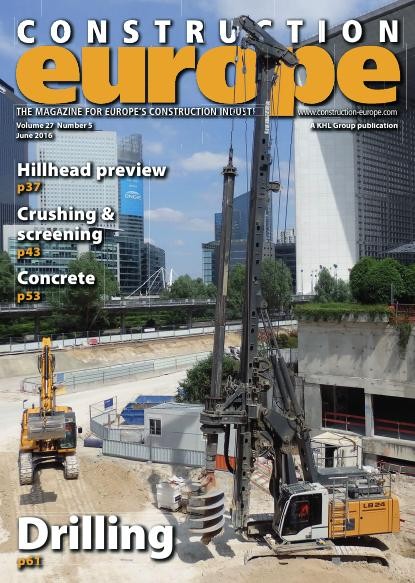 CONSTRUCTION
europe
THE MAGAZINE FOR EUROPE'S CONSTRUCTION INDUSTRY
www.construction-europe.com
Volume 27 Number 5
A KHL Group publication
June 2016
Hillhead preview
p37
Crushing &
screening
p43
Concrete
p53
LB 24
Drilling
p61